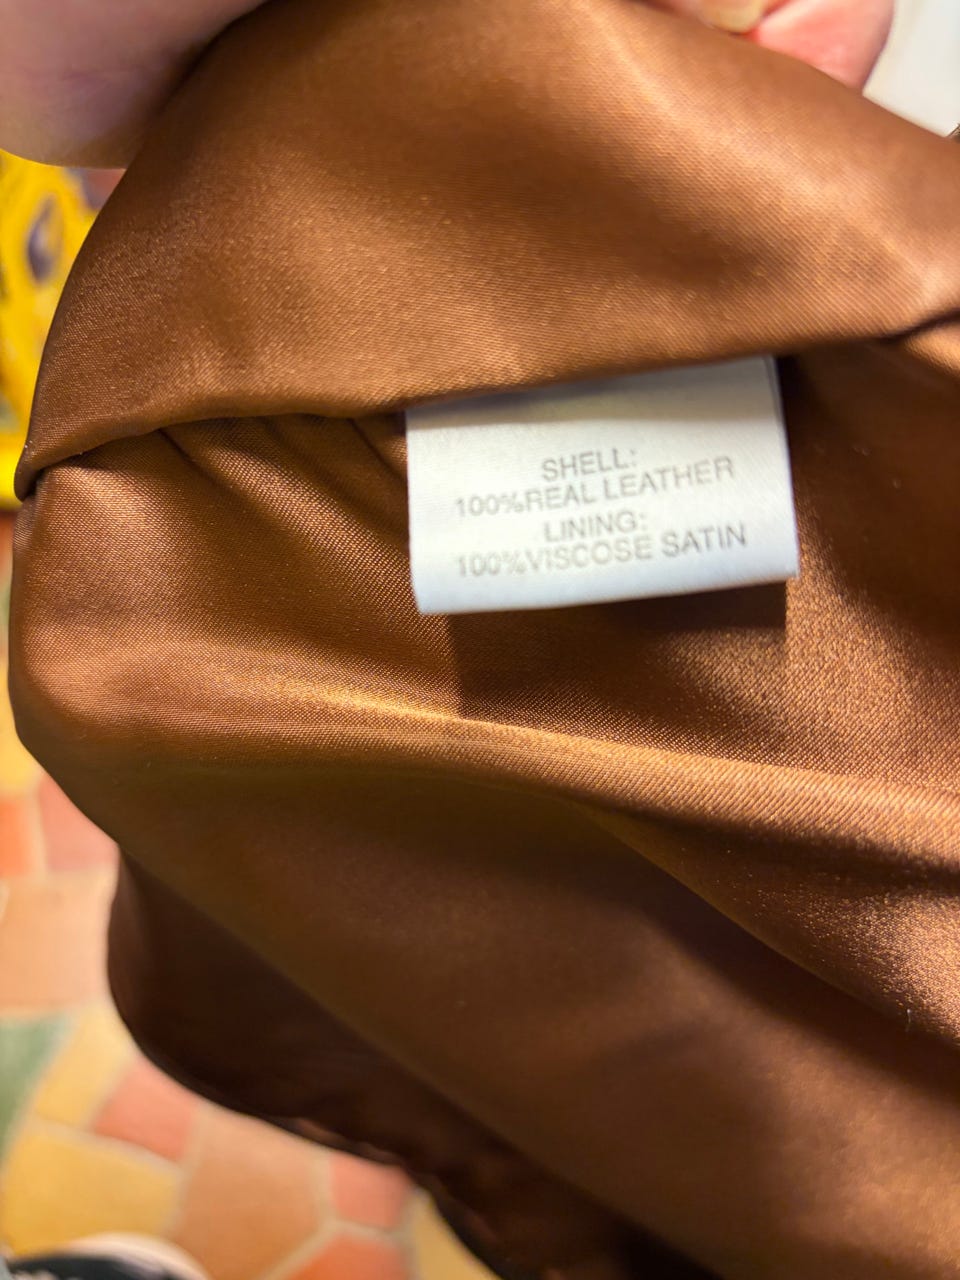 SHELL:
100%REAL LEATHER
LINING:
100%VISCOSE SATIN